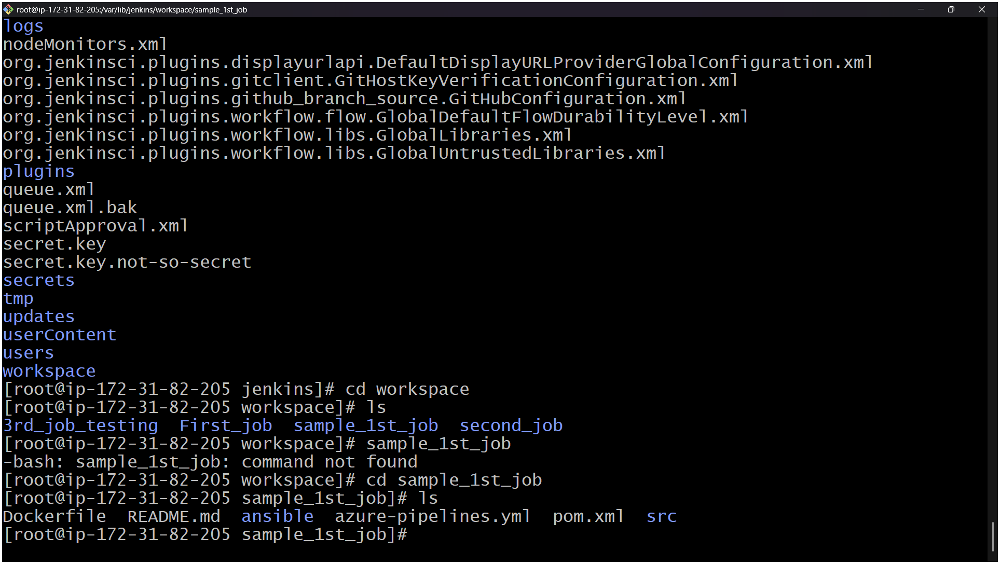 root@ip-172-31-82-205:/var/lib/jenkins/workspace/sample_1st_job
logs
nodeMonitors.xml
org.jenkinsci.plugins.displayurlapi.DefaultDisplayURLProviderGlobalConfiguration.xml
org.jenkinsci.plugins.gitclient.GitHostKeyVerificationConfiguration.xml
org.jenkinsci.plugins.github_branch_source.GitHubConfiguration.xml
org.jenkinsci.plugins.workflow.flow.GlobalDefaultFlowDurabilityLevel.xml
org.jenkinsci.plugins.workflow.libs.GlobalLibraries.xml
org.jenkinsci.plugins.workflow.libs.GlobalUntrustedLibraries.xml
plugins
queue.xml
queue.xml.bak
scriptApproval.xml
secret.key
secret.key.not-so-secret
secrets
tmp
updates
userContent
users
workspace
[root@ip-172-31-82-205 jenkins]# cd workspace
[root@ip-172-31-82-205 workspace]# ls
3rd_job_testing  First_job  sample_1st_job  second_job
[root@ip-172-31-82-205 workspace]# sample_1st_job
-bash: sample_1st_job: command not found
[root@ip-172-31-82-205 workspace]# cd sample_1st_job
[root@ip-172-31-82-205 sample_1st_job]# ls
Dockerfile  README.md  ansible  azure-pipelines.yml  pom.xml  src
[root@ip-172-31-82-205 sample_1st_job]#